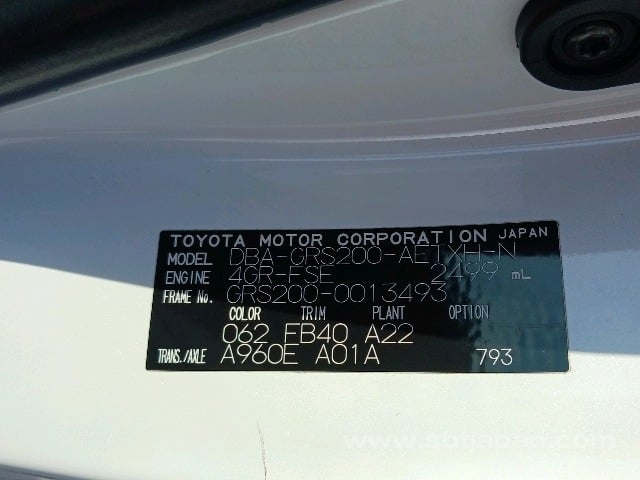 TOYOTA MOTOR CORPORATION JAPAN
MODEL DBA-GRS200-AETXH-N
ENGINE 4GR-FSE 2499 mL
FRAME No. GRS200-0013493
COLOR TRIM PLANT OPTION
062 FB40 A22
TRANS./AXLE A960E A01A 793
www.sbtjapan.com